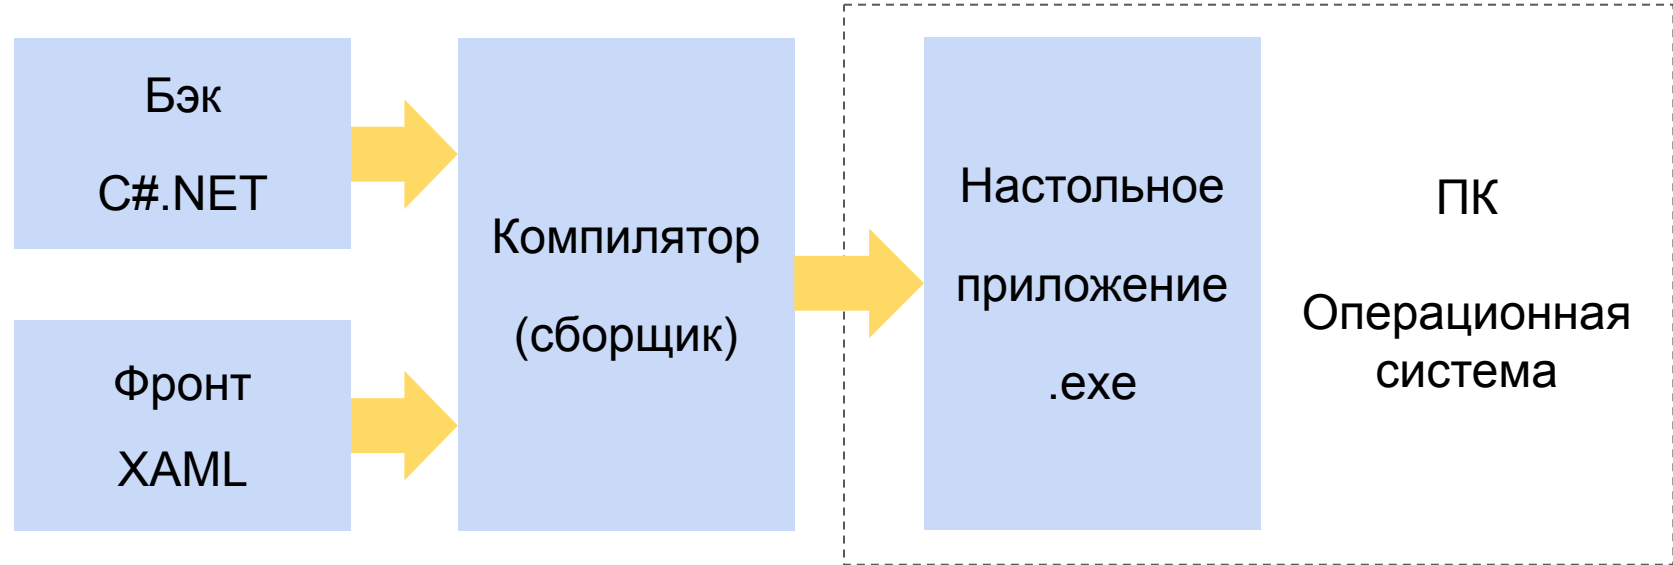 Бэк
C#.NET
Фронт
XAML
Компилятор
(сборщик)
Настольное
приложение
.exe
ПК
Операционная
система